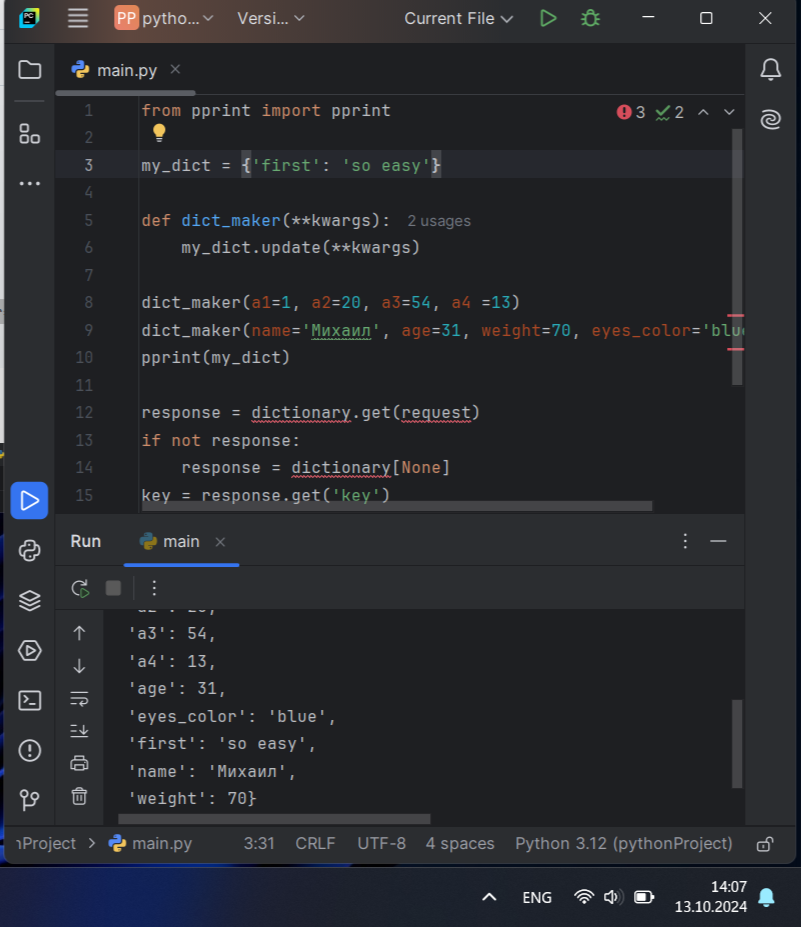 PC
PP pytho... Versi... Current File
main.py
1 from pprint import pprint
3 2
2
3 my_dict = {'first': 'so easy'}
4
5 def dict_maker(**kwargs): 2 usages
6 my_dict.update(**kwargs)
7
8 dict_maker(a1=1, a2=20, a3=54, a4 =13)
9 dict_maker(name='Михаил', age=31, weight=70, eyes_color='blue
10 pprint(my_dict)
11
12 response = dictionary.get(request)
13 if not response:
14 response = dictionary[None]
15 key = response.get('key')
Run main
'a3': 54,
'a4': 13,
'age': 31,
'eyes_color': 'blue',
'first': 'so easy',
'name': 'Михаил',
'weight': 70}
Project > main.py 3:31 CRLF UTF-8 4 spaces Python 3.12 (pythonProject)
ENG
14:07
13.10.2024